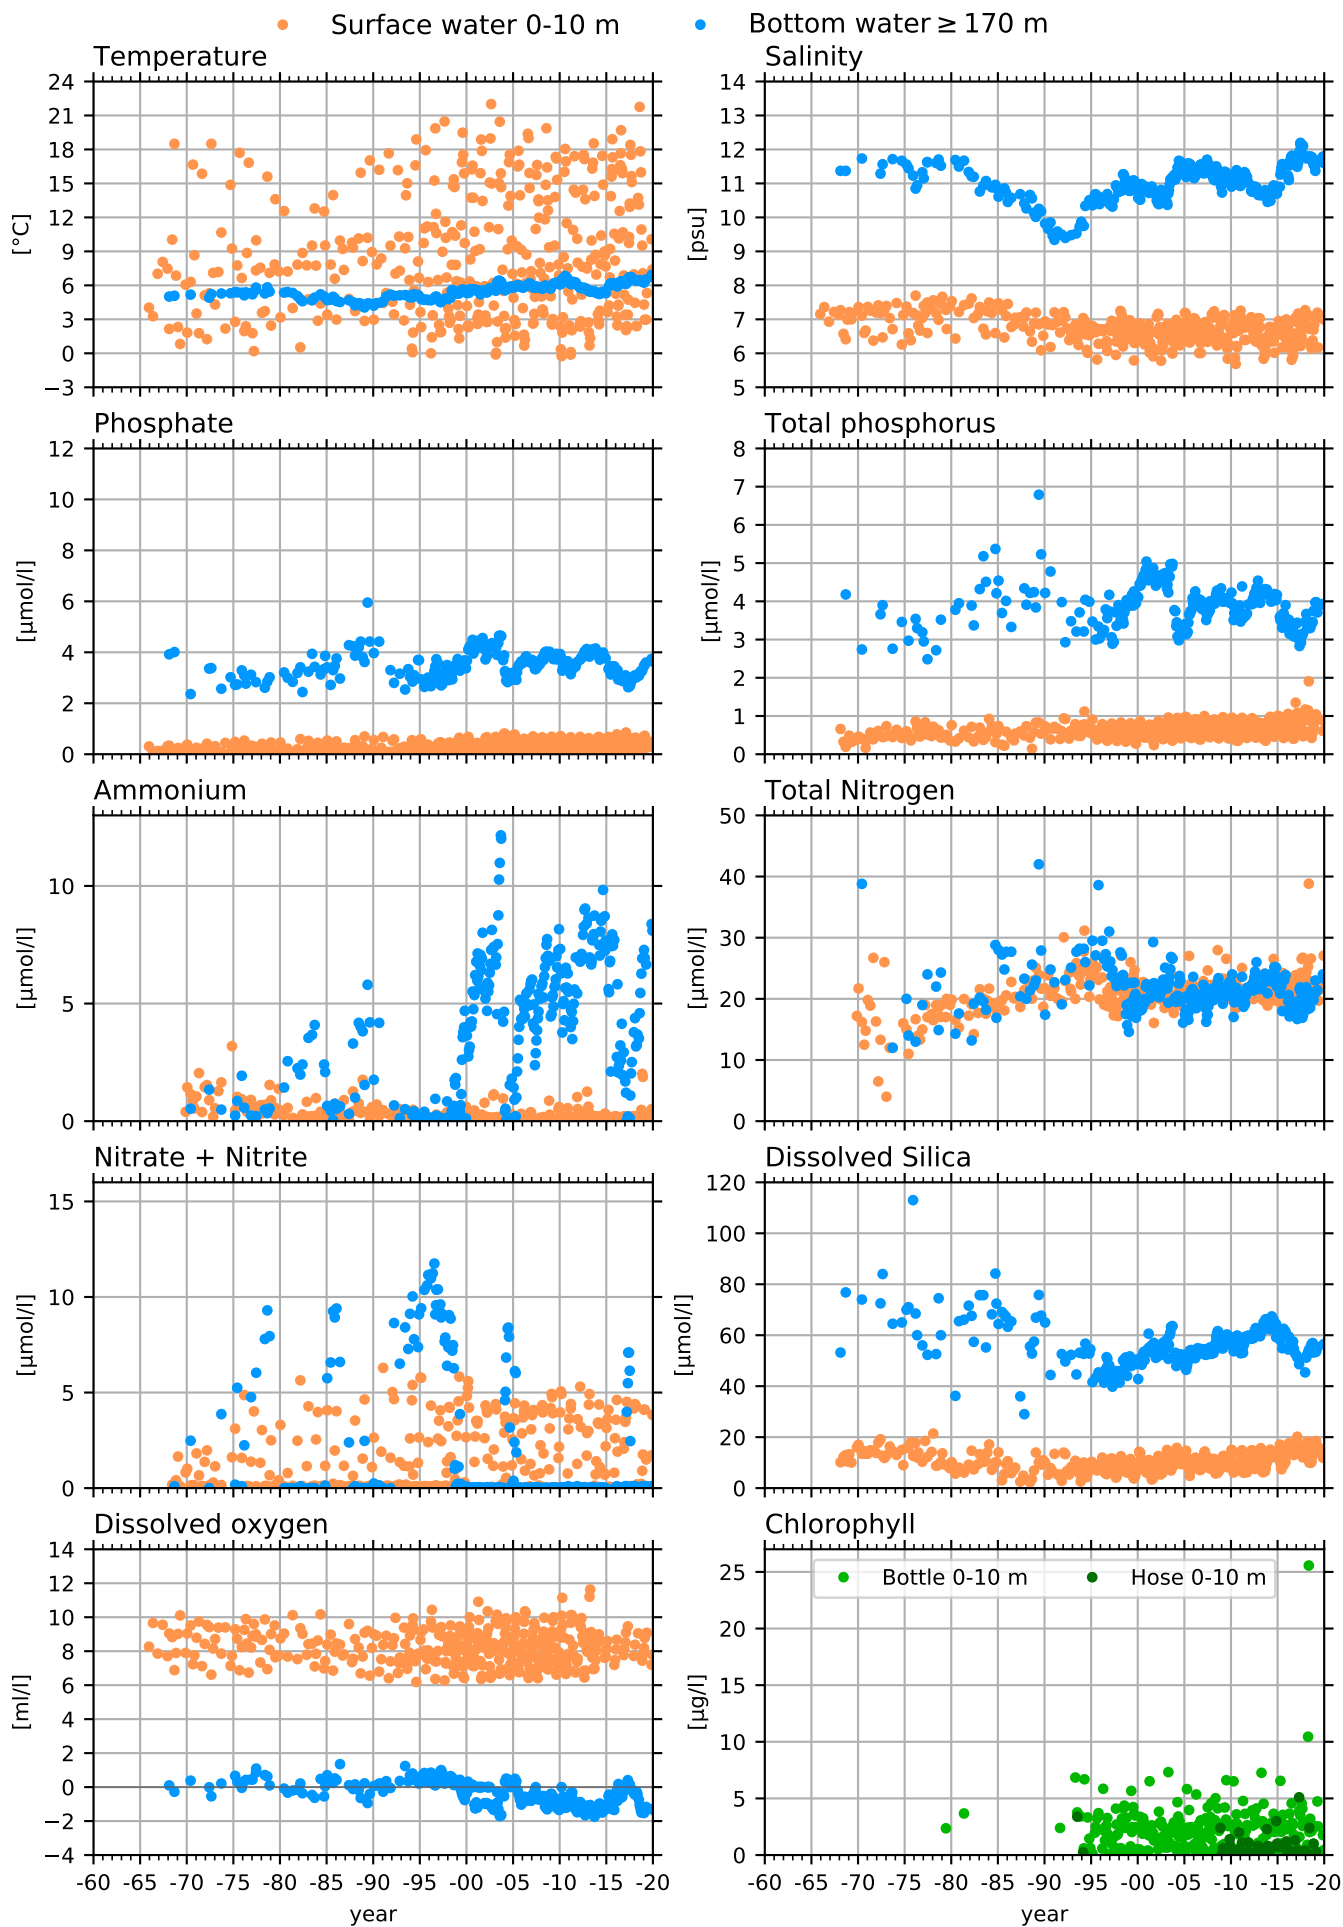 Surface water 0-10 m Bottom water ≥ 170 m
Temperature
24
21
18
15
12
9
6
3
0
−3
[°C]
Salinity
14
13
12
11
10
9
8
7
6
5
[psu]
Phosphate
12
10
8
6
4
2
0
[µmol/l]
Total phosphorus
8
7
6
5
4
3
2
1
0
[µmol/l]
Ammonium
10
5
0
[µmol/l]
Total Nitrogen
50
40
30
20
10
0
[µmol/l]
Nitrate + Nitrite
15
10
5
0
[µmol/l]
Dissolved Silica
120
100
80
60
40
20
0
[µmol/l]
Dissolved oxygen
14
12
10
8
6
4
2
0
−2
−4
[ml/l]
-60 -65 -70 -75 -80 -85 -90 -95 -00 -05 -10 -15 -20
year
Chlorophyll
Bottle 0-10 m Hose 0-10 m
25
20
15
10
5
0
[µg/l]
-60 -65 -70 -75 -80 -85 -90 -95 -00 -05 -10 -15 -20
year